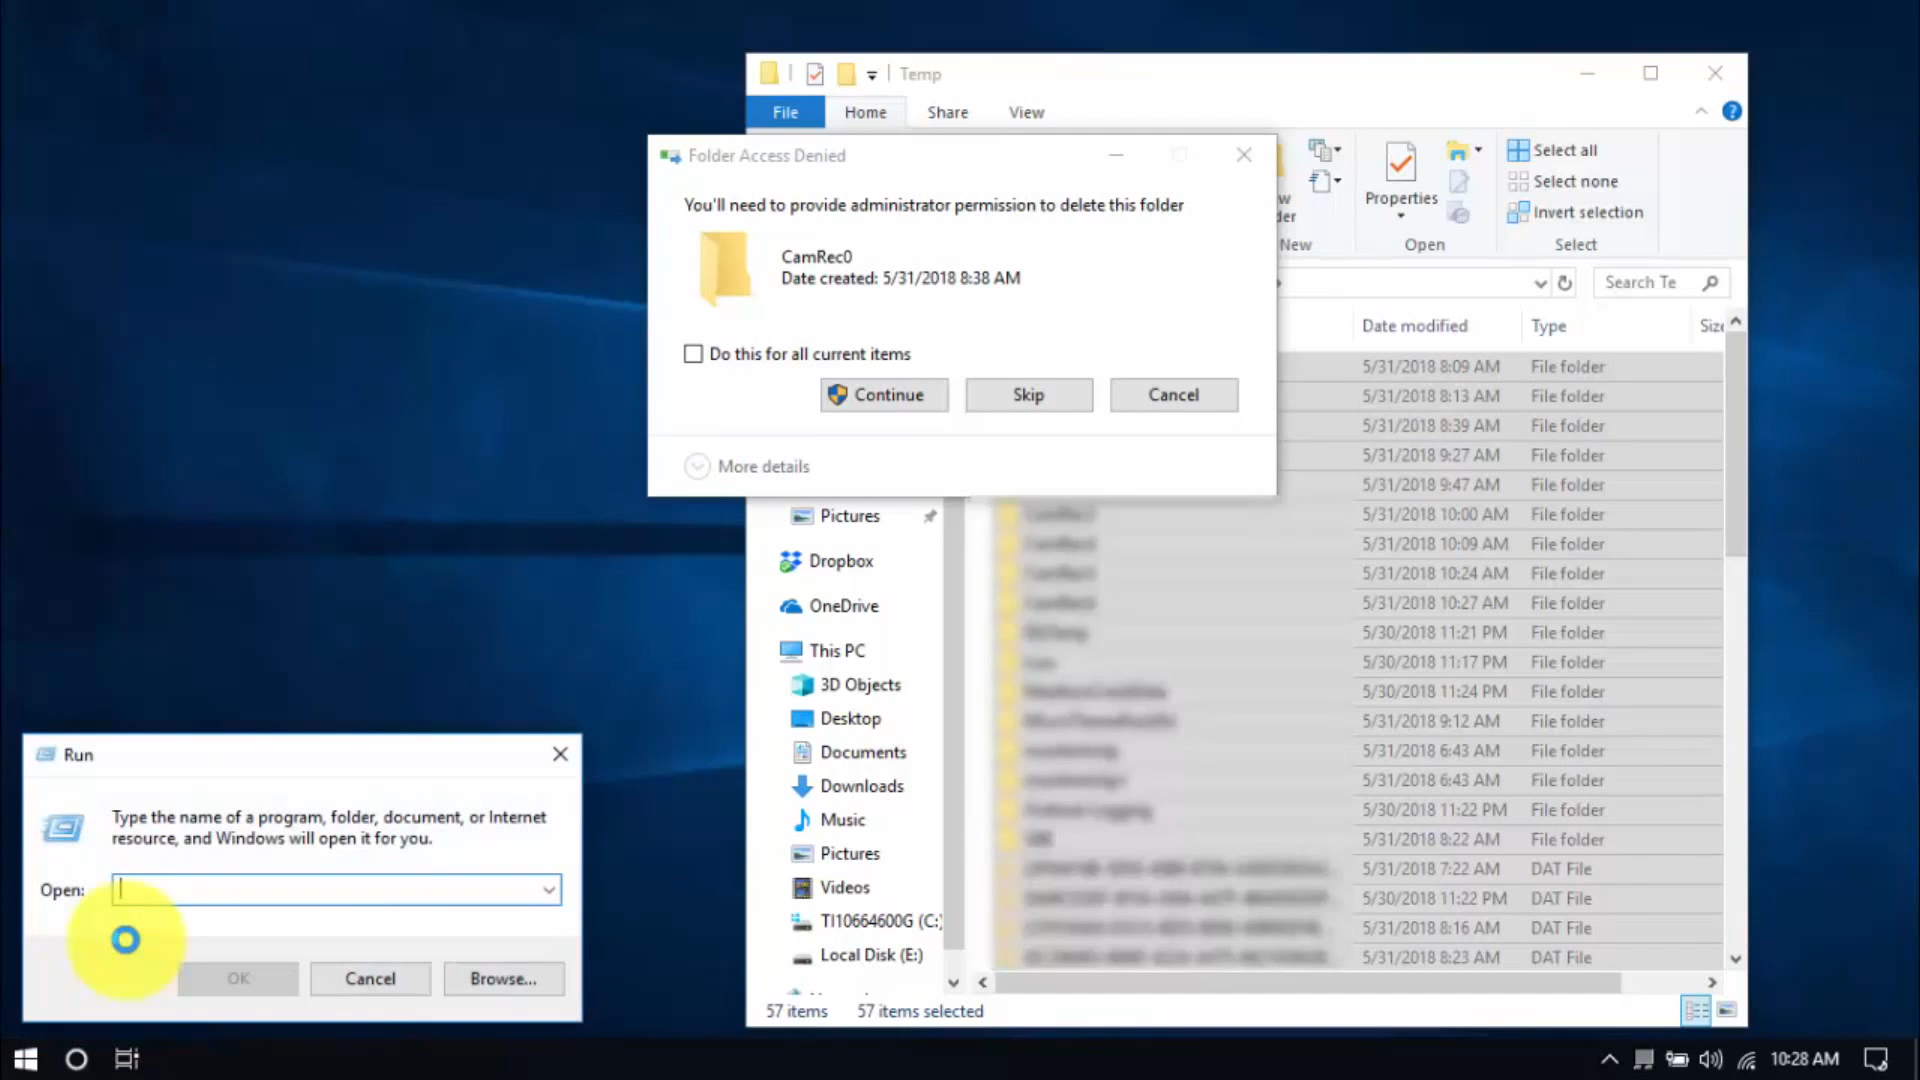 Temp
File
Home
Share
View
Folder Access Denied
You'll need to provide administrator permission to delete this folder
CamRec0
Date created: 5/31/2018 8:38 AM
Do this for all current items
Continue
Skip
Cancel
More details
w
der
New
Properties
Open
Select all
Select none
Invert selection
Select
Search Te
Date modified
Type
Size
5/31/2018 8:09 AM File folder
5/31/2018 8:13 AM File folder
5/31/2018 8:39 AM File folder
5/31/2018 9:27 AM File folder
5/31/2018 9:47 AM File folder
5/31/2018 10:00 AM File folder
5/31/2018 10:09 AM File folder
5/31/2018 10:24 AM File folder
5/31/2018 10:27 AM File folder
5/30/2018 11:21 PM File folder
5/30/2018 11:17 PM File folder
5/30/2018 11:24 PM File folder
5/31/2018 9:12 AM File folder
5/31/2018 6:43 AM File folder
5/31/2018 6:43 AM File folder
5/30/2018 11:22 PM File folder
5/31/2018 8:22 AM File folder
5/31/2018 7:22 AM DAT File
5/30/2018 11:22 PM DAT File
5/31/2018 8:16 AM DAT File
5/31/2018 8:23 AM DAT File
Pictures
Dropbox
OneDrive
This PC
3D Objects
Desktop
Documents
Downloads
Music
Pictures
Videos
TI10664600G (C:)
Local Disk (E:)
57 items
57 items selected
Run
Type the name of a program, folder, document, or Internet
resource, and Windows will open it for you.
Open:
OK
Cancel
Browse...
10:28 AM